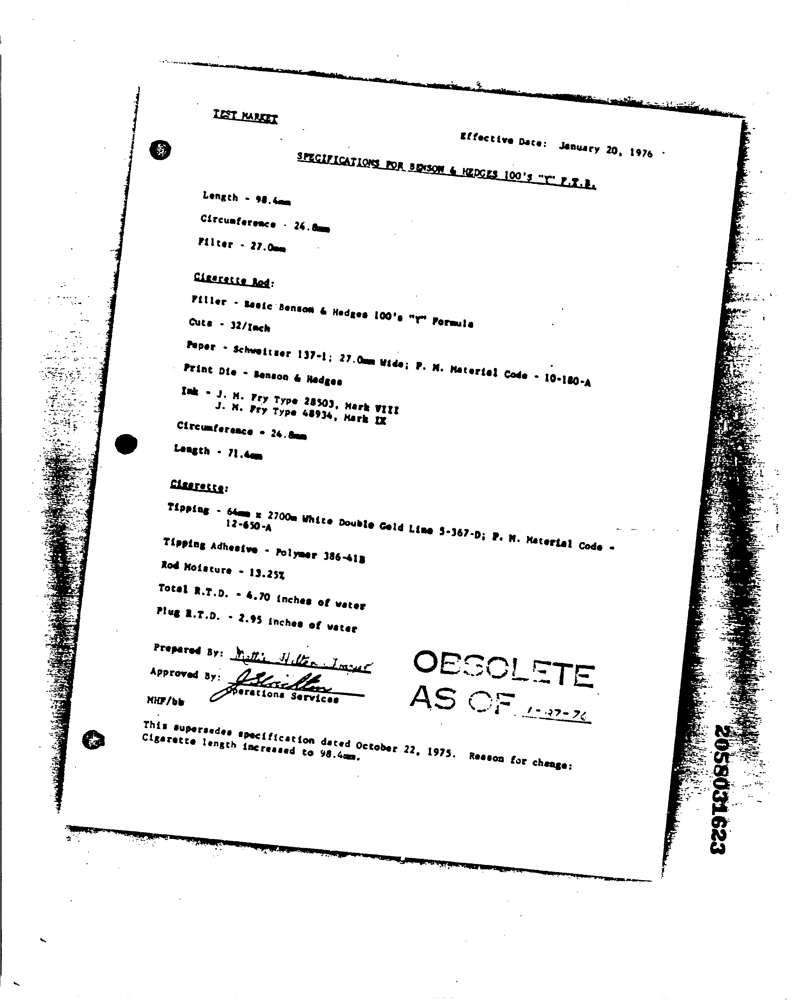 TEST MARKET
Effective Date: January 20, 1976
SPECIFICATIONS FOR BENSON & HEDGES 100'S "Y" F.T.B.
Length - 98.4mm
Circumference - 26.8mm
Filter - 27.0mm
Cigarette Rod:
Filler - Basic Benson & Hedges 100's "Y" Formula
Cuts - 32/Inch
Paper - Schweitzer 137-1; 27.0mm Wide; P. M. Material Code - 10-180-A
Print Die - Benson & Hedges
Ink - J. M. Fry Type 28503, Mark VIII
J. M. Fry Type 48934, Mark IX
Circumference - 26.8mm
Length - 71.4mm
Cigarette:
Tipping - 64mm x 2700m White Double Gold Line 5-367-D; P. M. Material Code -
12-650-A
Tipping Adhesive - Polymer 386-41B
Rod Moisture - 13.25%
Total R.T.D. - 4.70 inches of water
Plug R.T.D. - 2.95 inches of water
Prepared By:
Approved By:
Operations Services
MHF/bb
OBSOLETE
AS OF 1-27-76
This supersedes specification dated October 22, 1975. Reason for change:
Cigarette length increased to 98.4mm.
2058031623